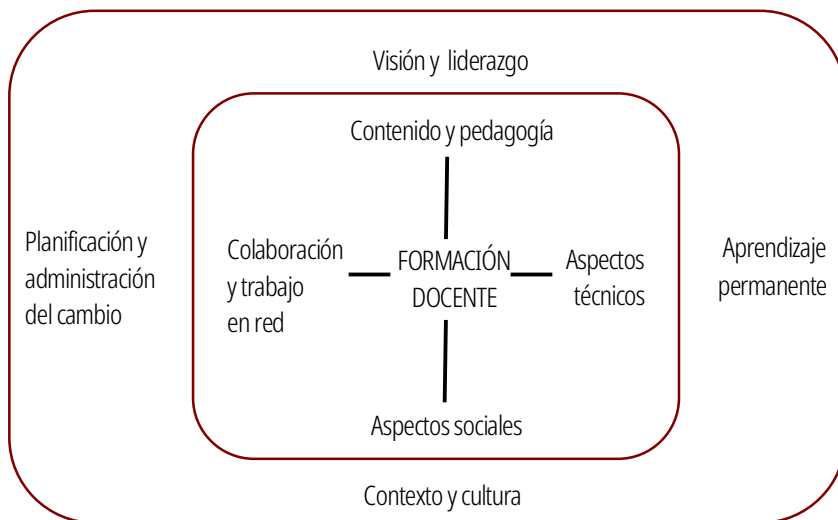 Visión y liderazgo
Contenido y pedagogía
Planificación y
administración
del cambio
Colaboración
y trabajo
en red
FORMACIÓN
DOCENTE
Aspectos
técnicos
Aprendizaje
permanente
Aspectos sociales
Contexto y cultura